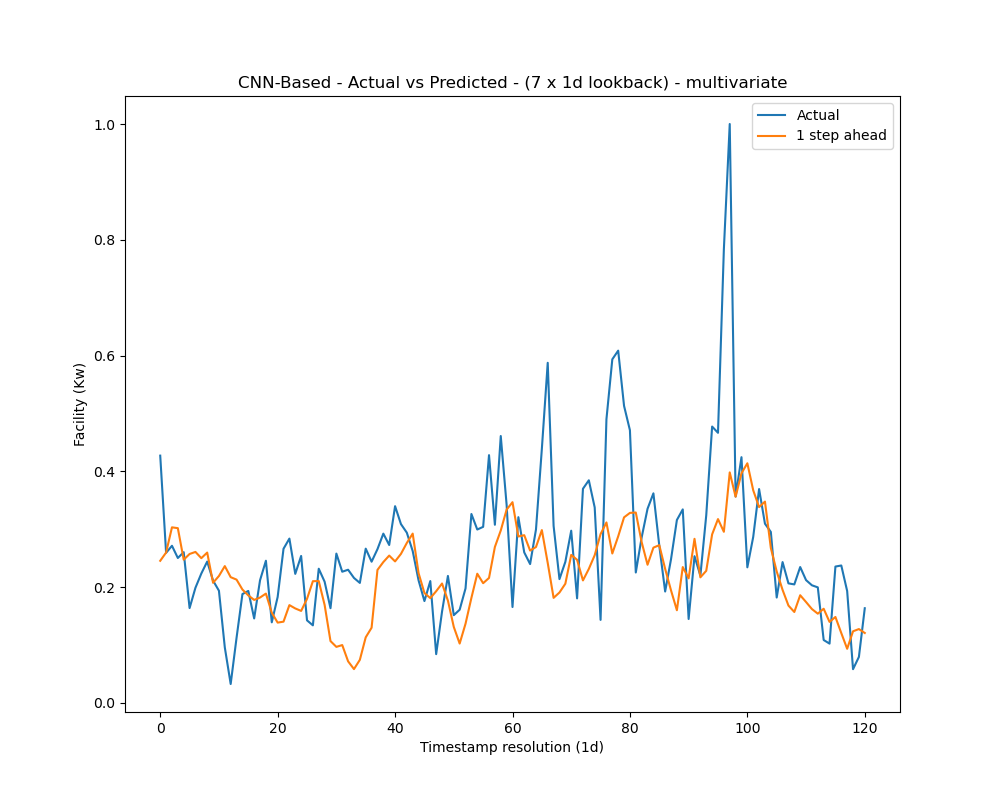 CNN-Based - Actual vs Predicted - (7 x 1d lookback) - multivariate
Actual
1 step ahead
1.0
0.8
0.6
0.4
0.2
0.0
Facility (Kw)
0 20 40 60 80 100 120
Timestamp resolution (1d)